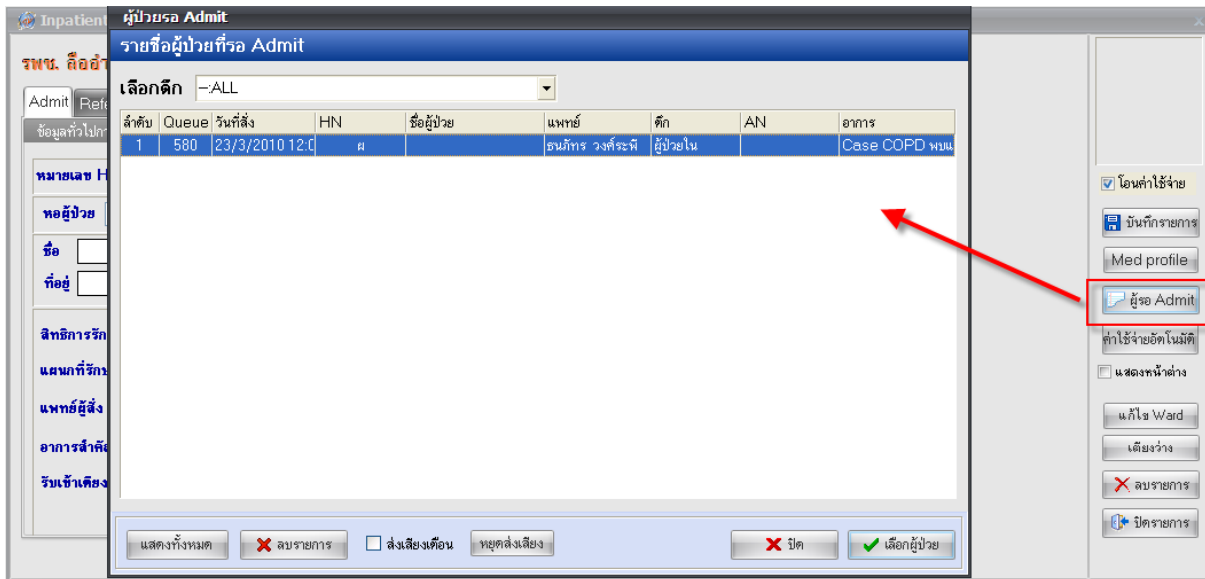 Inpatient
ผู้ป่วยรอ Admit
รายชื่อผู้ป่วยที่รอ Admit
รพช.
เลือกตึก -:ALL
Admit Refe
ข้อมูลทั่วไปกา
ลำดับ Queue วันที่สั่ง HN ชื่อผู้ป่วย แพทย์ ตึก AN อาการ
1 580 23/3/2010 12:0 ผ ธนภัทร วงศ์ระพี ผู้ป่วยใน Case COPD พบแ
หมายเลข H
หอผู้ป่วย
ชื่อ
ที่อยู่
สิทธิการรัก
แผนกที่รัก
แพทย์ผู้สั่ง
อาการสำคั
รับเข้าเตียง
โอนค่าใช้จ่าย
บันทึกรายการ
Med profile
ผู้รอ Admit
ค่าใช้จ่ายอัตโนมัติ
แสดงหน้าต่าง
แก้ไข Ward
เตียงว่าง
ลบรายการ
ปิดรายการ
แสดงทั้งหมด ลบรายการ ส่งเสียงเตือน หยุดส่งเสียง ปิด เลือกผู้ป่วย